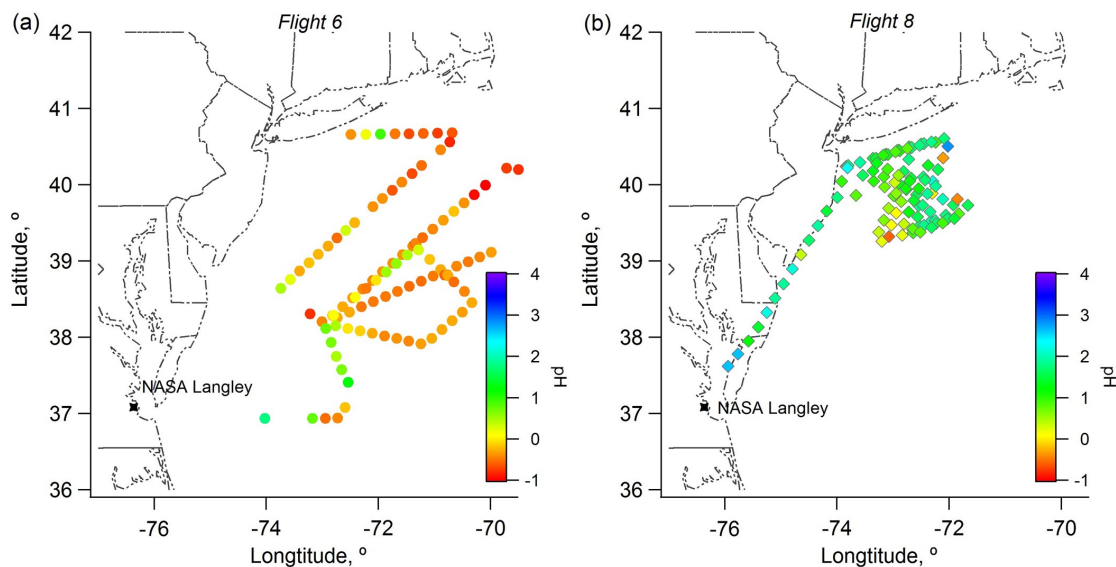 (a)
Flight 6
42
41
40
39
38
37
36
Latitude, º
-76
-74
-72
-70
Longtitude, º
NASA Langley
4
3
2
1
0
-1
pH
(b)
Flight 8
42
41
40
39
38
37
36
Latitude, º
-76
-74
-72
-70
Longtitude, º
NASA Langley
4
3
2
1
0
-1
pH